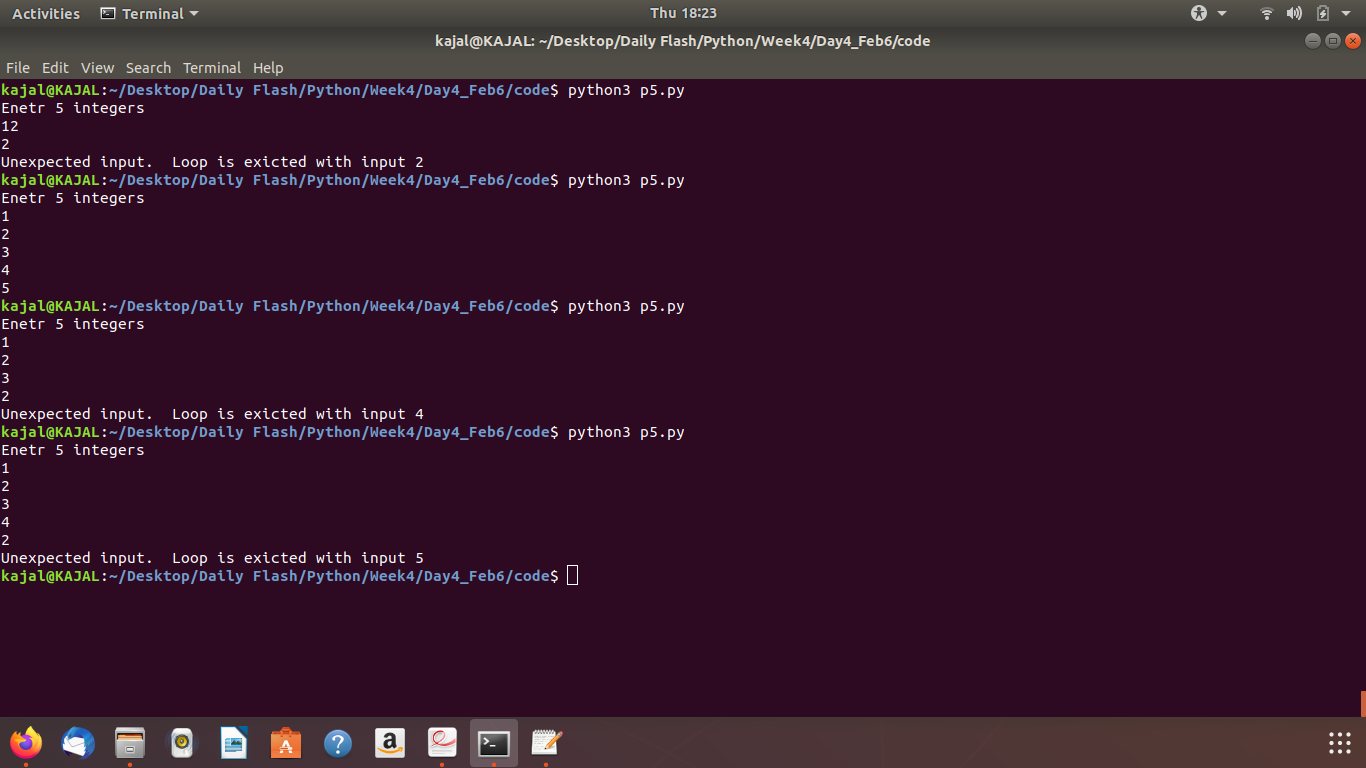 Activities Terminal Thu 18:23
kajal@KAJAL: ~/Desktop/Daily Flash/Python/Week4/Day4_Feb6/code
File Edit View Search Terminal Help
kajal@KAJAL:~/Desktop/Daily Flash/Python/Week4/Day4_Feb6/code$ python3 p5.py
Enetr 5 integers
12
2
Unexpected input.  Loop is exicted with input 2
kajal@KAJAL:~/Desktop/Daily Flash/Python/Week4/Day4_Feb6/code$ python3 p5.py
Enetr 5 integers
1
2
3
4
5
kajal@KAJAL:~/Desktop/Daily Flash/Python/Week4/Day4_Feb6/code$ python3 p5.py
Enetr 5 integers
1
2
3
2
Unexpected input.  Loop is exicted with input 4
kajal@KAJAL:~/Desktop/Daily Flash/Python/Week4/Day4_Feb6/code$ python3 p5.py
Enetr 5 integers
1
2
3
4
2
Unexpected input.  Loop is exicted with input 5
kajal@KAJAL:~/Desktop/Daily Flash/Python/Week4/Day4_Feb6/code$